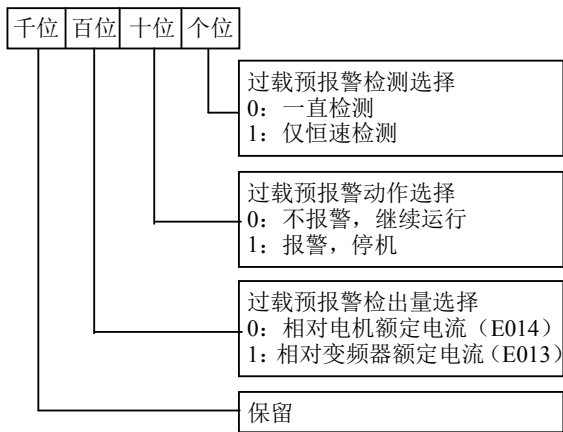 千位 百位 十位 个位
过载预报警检测选择
0：一直检测
1：仅恒速检测
过载预报警动作选择
0：不报警，继续运行
1：报警，停机
过载预报警检出量选择
0：相对电机额定电流（E014）
1：相对变频器额定电流（E013）
保留